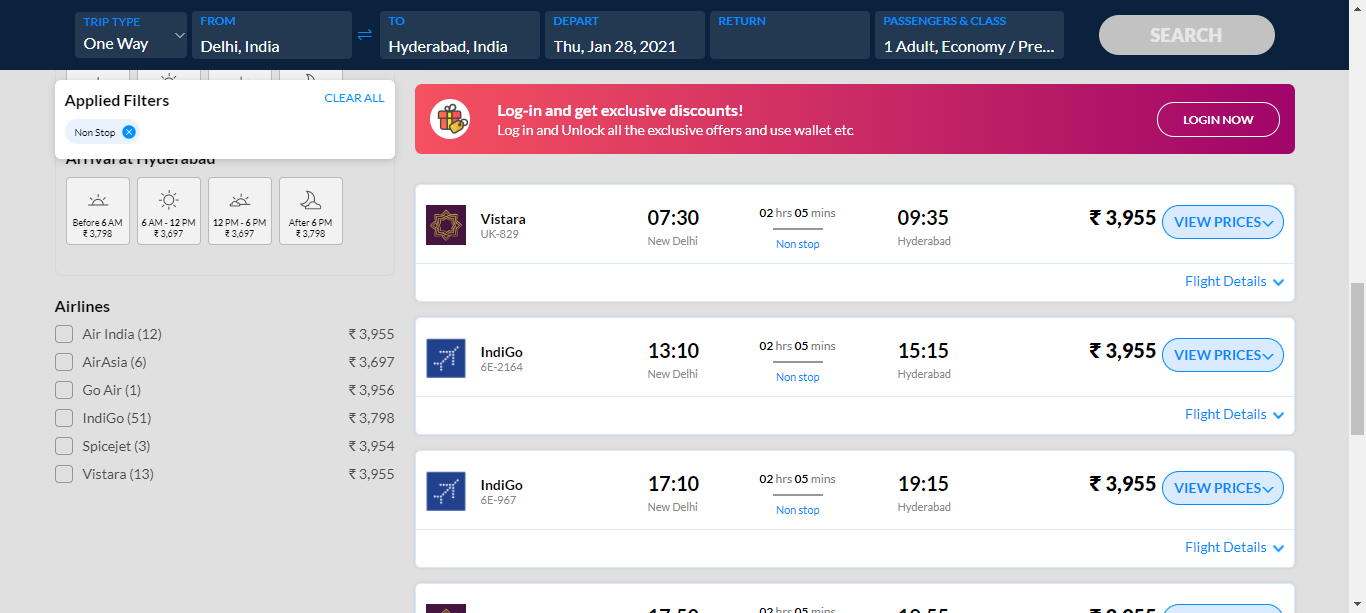 TRIP TYPE
One Way
FROM
Delhi, India
TO
Hyderabad, India
DEPART
Thu, Jan 28, 2021
RETURN
PASSENGERS & CLASS
1 Adult, Economy / Pre...
SEARCH
Applied Filters
CLEAR ALL
Non Stop
Arrival at Hyderabad
Before 6 AM
₹ 3,798
6 AM - 12 PM
₹ 3,697
12 PM - 6 PM
₹ 3,697
After 6 PM
₹ 3,798
Airlines
Air India (12) ₹ 3,955
AirAsia (6) ₹ 3,697
Go Air (1) ₹ 3,956
IndiGo (51) ₹ 3,798
Spicejet (3) ₹ 3,954
Vistara (13) ₹ 3,955
Log-in and get exclusive discounts!
Log in and Unlock all the exclusive offers and use wallet etc
LOGIN NOW
Vistara
UK-829
07:30
New Delhi
02 hrs 05 mins
Non stop
09:35
Hyderabad
₹ 3,955
VIEW PRICES
Flight Details
IndiGo
6E-2164
13:10
New Delhi
02 hrs 05 mins
Non stop
15:15
Hyderabad
₹ 3,955
VIEW PRICES
Flight Details
IndiGo
6E-967
17:10
New Delhi
02 hrs 05 mins
Non stop
19:15
Hyderabad
₹ 3,955
VIEW PRICES
Flight Details
02 hrs 05 mins